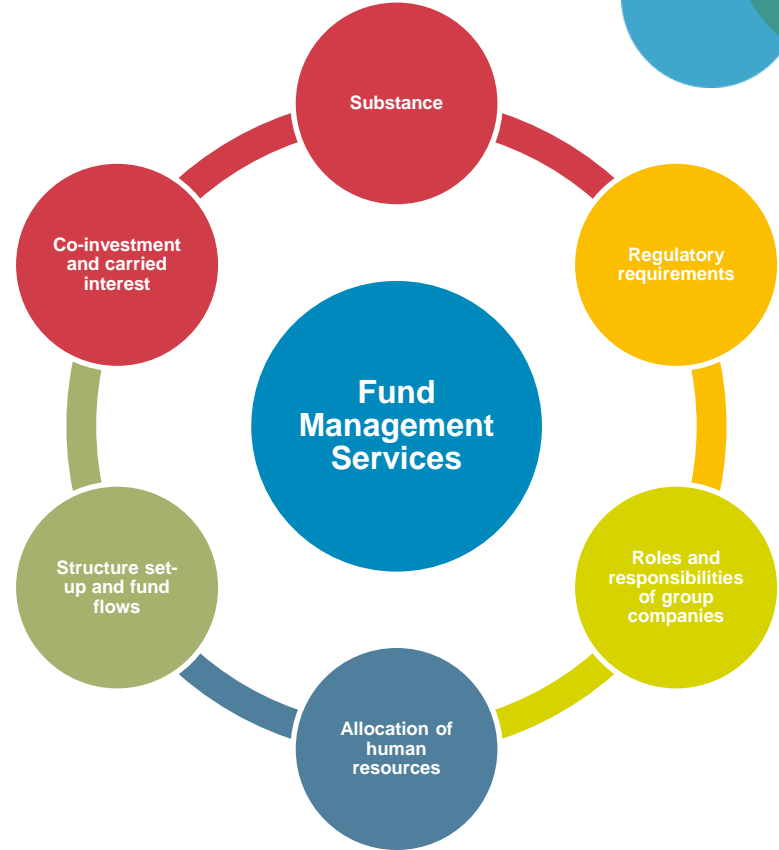 Substance
Regulatory
requirements
Roles and
responsibilities
of group
companies
Allocation of
human
resources
Structure set-
up and fund
flows
Co-investment
and carried
interest
Fund
Management
Services